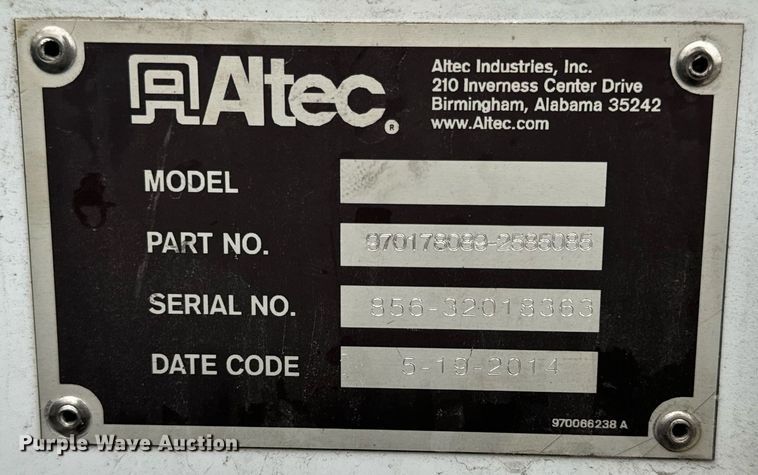 Altec®
Altec Industries, Inc.
210 Inverness Center Drive
Birmingham, Alabama 35242
www.Altec.com
MODEL
PART NO. 970178089-2585085
SERIAL NO. 856-32018363
DATE CODE 5-19-2014
970066238 A
Purple Wave Auction